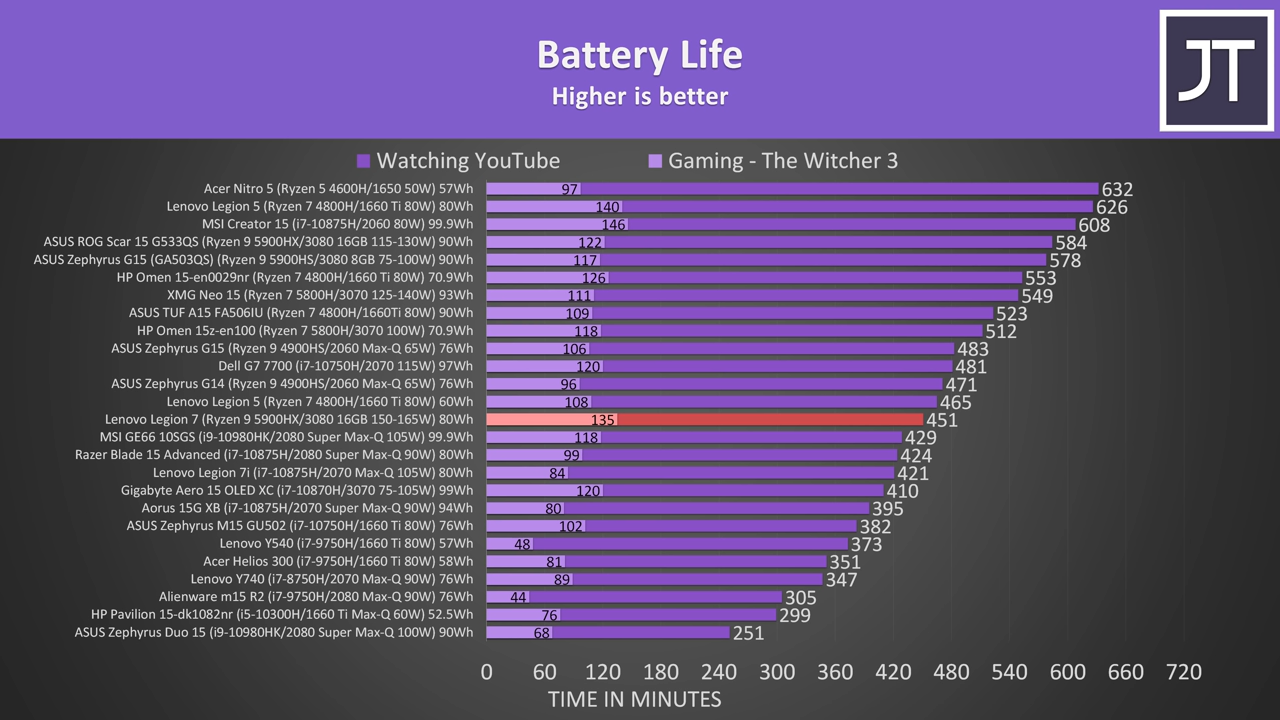 Battery Life
Higher is better
JT
Watching YouTube Gaming - The Witcher 3
Acer Nitro 5 (Ryzen 5 4600H/1650 50W) 57Wh 97 632
Lenovo Legion 5 (Ryzen 7 4800H/1660 Ti 80W) 80Wh 140 626
MSI Creator 15 (i7-10875H/2060 80W) 99.9Wh 146 608
ASUS ROG Scar 15 G533QS (Ryzen 9 5900HX/3080 16GB 115-130W) 90Wh 122 584
ASUS Zephyrus G15 (GA503QS) (Ryzen 9 5900HS/3080 8GB 75-100W) 90Wh 117 578
HP Omen 15-en0029nr (Ryzen 7 4800H/1660 Ti 80W) 70.9Wh 126 553
XMG Neo 15 (Ryzen 7 5800H/3070 125-140W) 93Wh 111 549
ASUS TUF A15 FA506IU (Ryzen 7 4800H/1660Ti 80W) 90Wh 109 523
HP Omen 15z-en100 (Ryzen 7 5800H/3070 100W) 70.9Wh 118 512
ASUS Zephyrus G15 (Ryzen 9 4900HS/2060 Max-Q 65W) 76Wh 106 483
Dell G7 7700 (i7-10750H/2070 115W) 97Wh 120 481
ASUS Zephyrus G14 (Ryzen 9 4900HS/2060 Max-Q 65W) 76Wh 96 471
Lenovo Legion 5 (Ryzen 7 4800H/1660 Ti 80W) 60Wh 108 465
Lenovo Legion 7 (Ryzen 9 5900HX/3080 16GB 150-165W) 80Wh 135 451
MSI GE66 10SGS (i9-10980HK/2080 Super Max-Q 105W) 99.9Wh 118 429
Razer Blade 15 Advanced (i7-10875H/2080 Super Max-Q 90W) 80Wh 99 424
Lenovo Legion 7i (i7-10875H/2070 Max-Q 105W) 80Wh 84 421
Gigabyte Aero 15 OLED XC (i7-10870H/3070 75-105W) 99Wh 120 410
Aorus 15G XB (i7-10875H/2070 Super Max-Q 90W) 94Wh 80 395
ASUS Zephyrus M15 GU502 (i7-10750H/1660 Ti 80W) 76Wh 102 382
Lenovo Y540 (i7-9750H/1660 Ti 80W) 57Wh 48 373
Acer Helios 300 (i7-9750H/1660 Ti 80W) 58Wh 81 351
Lenovo Y740 (i7-8750H/2070 Max-Q 90W) 76Wh 89 347
Alienware m15 R2 (i7-9750H/2080 Max-Q 90W) 76Wh 44 305
HP Pavilion 15-dk1082nr (i5-10300H/1660 Ti Max-Q 60W) 52.5Wh 76 299
ASUS Zephyrus Duo 15 (i9-10980HK/2080 Super Max-Q 100W) 90Wh 68 251
0 60 120 180 240 300 360 420 480 540 600 660 720
TIME IN MINUTES